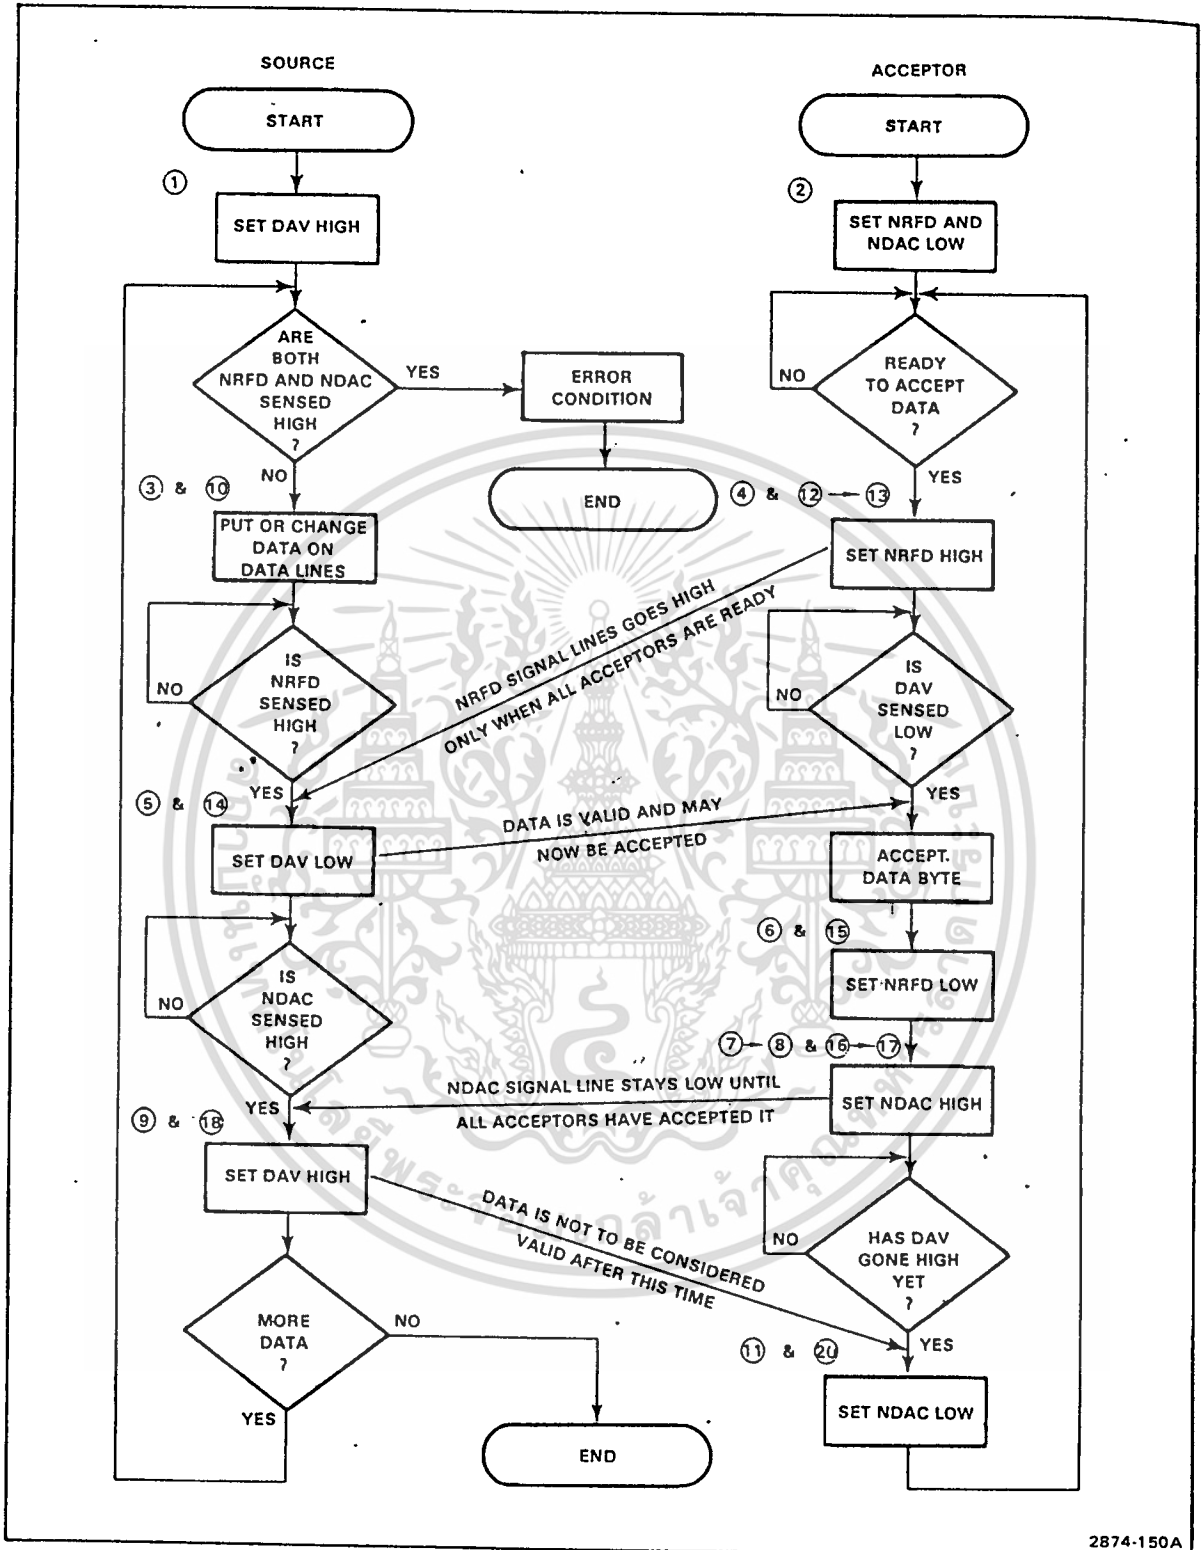 SOURCE
START
①
SET DAV HIGH
ARE
BOTH
NRFD AND NDAC
SENSED
HIGH
?
YES
ERROR
CONDITION
END
NO
③ & ⑩
PUT OR CHANGE
DATA ON
DATA LINES
IS
NRFD
SENSED
HIGH
?
NO
YES
⑤ & ⑭
SET DAV LOW
IS
NDAC
SENSED
HIGH
?
NO
YES
⑨ & ⑱
SET DAV HIGH
MORE
DATA
?
NO
YES
END
NRFD SIGNAL LINES GOES HIGH
ONLY WHEN ALL ACCEPTORS ARE READY
DATA IS VALID AND MAY
NOW BE ACCEPTED
NDAC SIGNAL LINE STAYS LOW UNTIL
ALL ACCEPTORS HAVE ACCEPTED IT
DATA IS NOT TO BE CONSIDERED
VALID AFTER THIS TIME
ACCEPTOR
START
②
SET NRFD AND
NDAC LOW
READY
TO ACCEPT
DATA
?
NO
YES
④ & ⑫ → ⑬
SET NRFD HIGH
IS
DAV
SENSED
LOW
?
NO
YES
ACCEPT.
DATA BYTE
⑥ & ⑮
SET NRFD LOW
⑦ → ⑧ & ⑯ → ⑰
SET NDAC HIGH
HAS DAV
GONE HIGH
YET
?
NO
YES
⑪ & ⑳
SET NDAC LOW
2874-150A